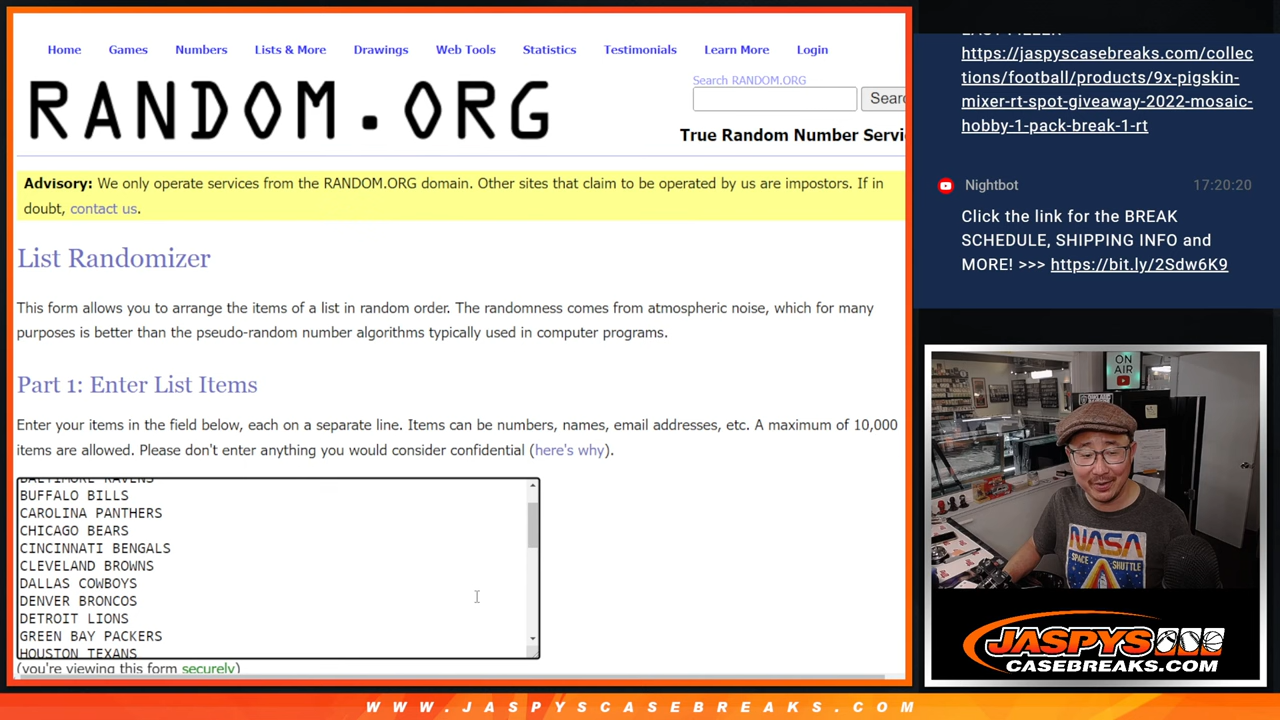 Home Games Numbers Lists & More Drawings Web Tools Statistics Testimonials Learn More Login
RANDOM.ORG
Search RANDOM.ORG
Searc
True Random Number Servi
Advisory: We only operate services from the RANDOM.ORG domain. Other sites that claim to be operated by us are impostors. If in
doubt, contact us.
List Randomizer
This form allows you to arrange the items of a list in random order. The randomness comes from atmospheric noise, which for many
purposes is better than the pseudo-random number algorithms typically used in computer programs.
Part 1: Enter List Items
Enter your items in the field below, each on a separate line. Items can be numbers, names, email addresses, etc. A maximum of 10,000
items are allowed. Please don't enter anything you would consider confidential (here's why).
BALTIMORE RAVENS
BUFFALO BILLS
CAROLINA PANTHERS
CHICAGO BEARS
CINCINNATI BENGALS
CLEVELAND BROWNS
DALLAS COWBOYS
DENVER BRONCOS
DETROIT LIONS
GREEN BAY PACKERS
HOUSTON TEXANS
(you're viewing this form securely)
https://jaspyscasebreaks.com/collec
tions/football/products/9x-pigskin-
mixer-rt-spot-giveaway-2022-mosaic-
hobby-1-pack-break-1-rt
Nightbot 17:20:20
Click the link for the BREAK
SCHEDULE, SHIPPING INFO and
MORE! >>> https://bit.ly/2Sdw6K9
ON
AIR
NASA
SPACE SHUTTLE
JASPYS
CASEBREAKS.COM
WWW.JASPYSCASEBREAKS.COM